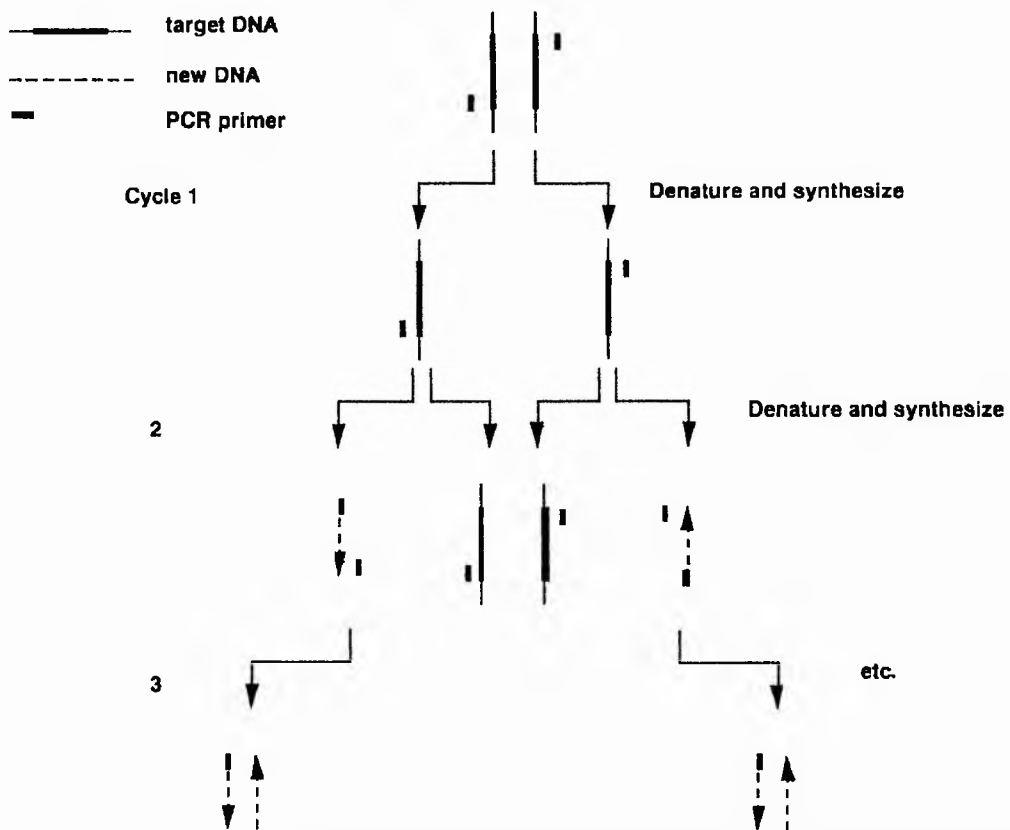 target DNA
new DNA
PCR primer
Cycle 1
Denature and synthesize
2
Denature and synthesize
3
etc.